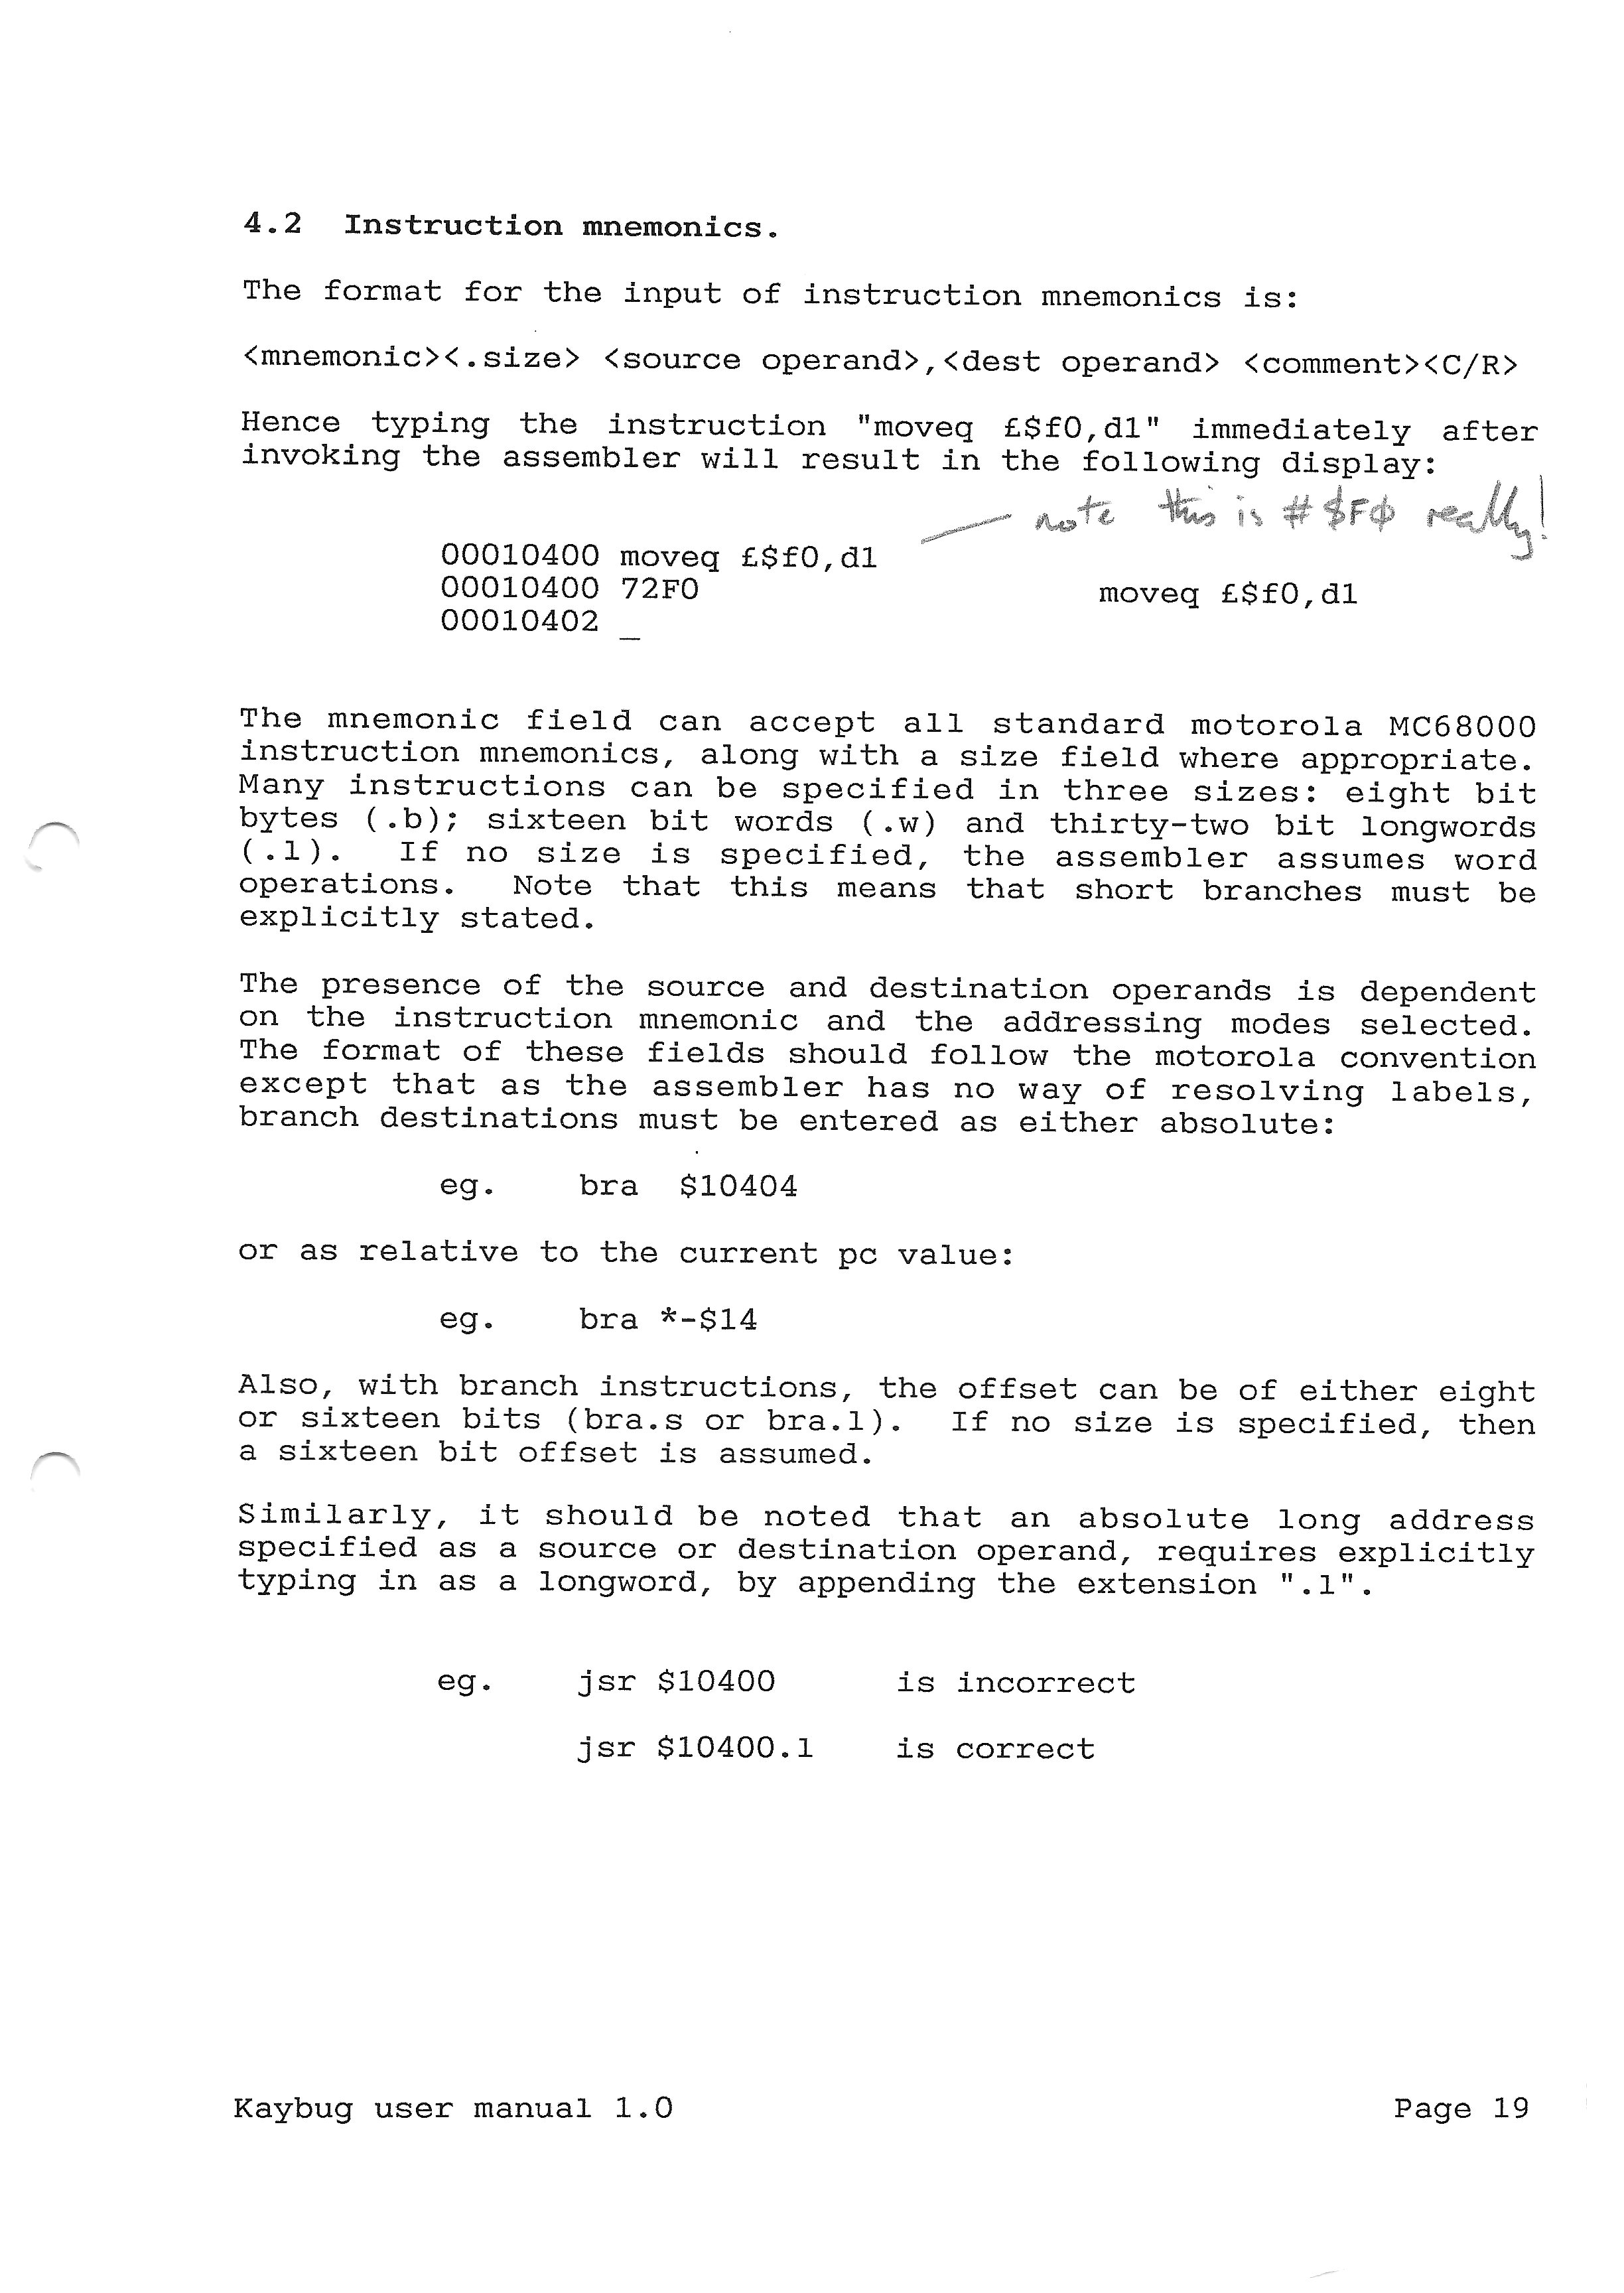 4.2  Instruction mnemonics.
The format for the input of instruction mnemonics is:
<mnemonic><.size> <source operand>,<dest operand> <comment><C/R>
Hence typing the instruction "moveq £$f0,d1" immediately after
invoking the assembler will result in the following display:
note this is #$FØ really!
00010400 moveq £$f0,d1
00010400 72F0                    moveq £$f0,d1
00010402 _
The mnemonic field can accept all standard motorola MC68000
instruction mnemonics, along with a size field where appropriate.
Many instructions can be specified in three sizes: eight bit
bytes (.b); sixteen bit words (.w) and thirty-two bit longwords
(.l).  If no size is specified, the assembler assumes word
operations.  Note that this means that short branches must be
explicitly stated.
The presence of the source and destination operands is dependent
on the instruction mnemonic and the addressing modes selected.
The format of these fields should follow the motorola convention
except that as the assembler has no way of resolving labels,
branch destinations must be entered as either absolute:
eg.    bra  $10404
or as relative to the current pc value:
eg.    bra *-$14
Also, with branch instructions, the offset can be of either eight
or sixteen bits (bra.s or bra.l).  If no size is specified, then
a sixteen bit offset is assumed.
Similarly, it should be noted that an absolute long address
specified as a source or destination operand, requires explicitly
typing in as a longword, by appending the extension ".l".
eg.    jsr $10400      is incorrect
jsr $10400.l    is correct
Kaybug user manual 1.0                                    Page 19